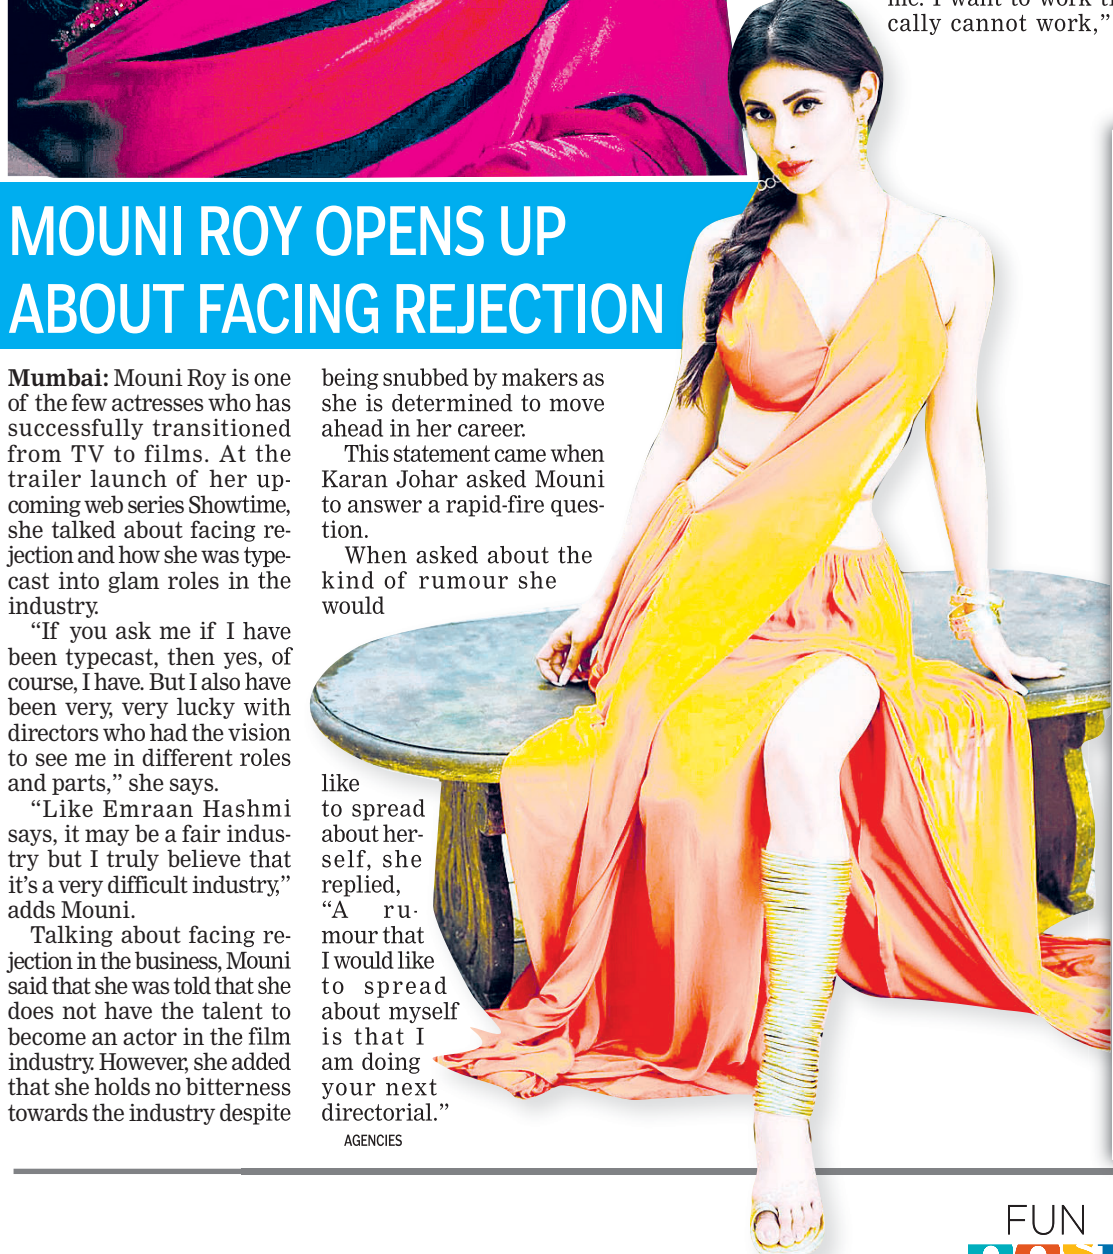 me. I want to work
cally cannot work,”
MOUNI ROY OPENS UP
ABOUT FACING REJECTION
Mumbai: Mouni Roy is one
of the few actresses who has
successfully transitioned
from TV to films. At the
trailer launch of her up-
coming web series Showtime,
she talked about facing re-
jection and how she was type-
cast into glam roles in the
industry.
“If you ask me if I have
been typecast, then yes, of
course, I have. But I also have
been very, very lucky with
directors who had the vision
to see me in different roles
and parts,” she says.
“Like Emraan Hashmi
says, it may be a fair indus-
try but I truly believe that
it’s a very difficult industry,”
adds Mouni.
Talking about facing re-
jection in the business, Mouni
said that she was told that she
does not have the talent to
become an actor in the film
industry. However, she added
that she holds no bitterness
towards the industry despite
being snubbed by makers as
she is determined to move
ahead in her career.
This statement came when
Karan Johar asked Mouni
to answer a rapid-fire ques-
tion.
When asked about the
kind of rumour she
would
like
to spread
about her-
self, she
replied,
“A ru-
mour that
I would like
to spread
about myself
is that I
am doing
your next
directorial.”
AGENCIES
FUN